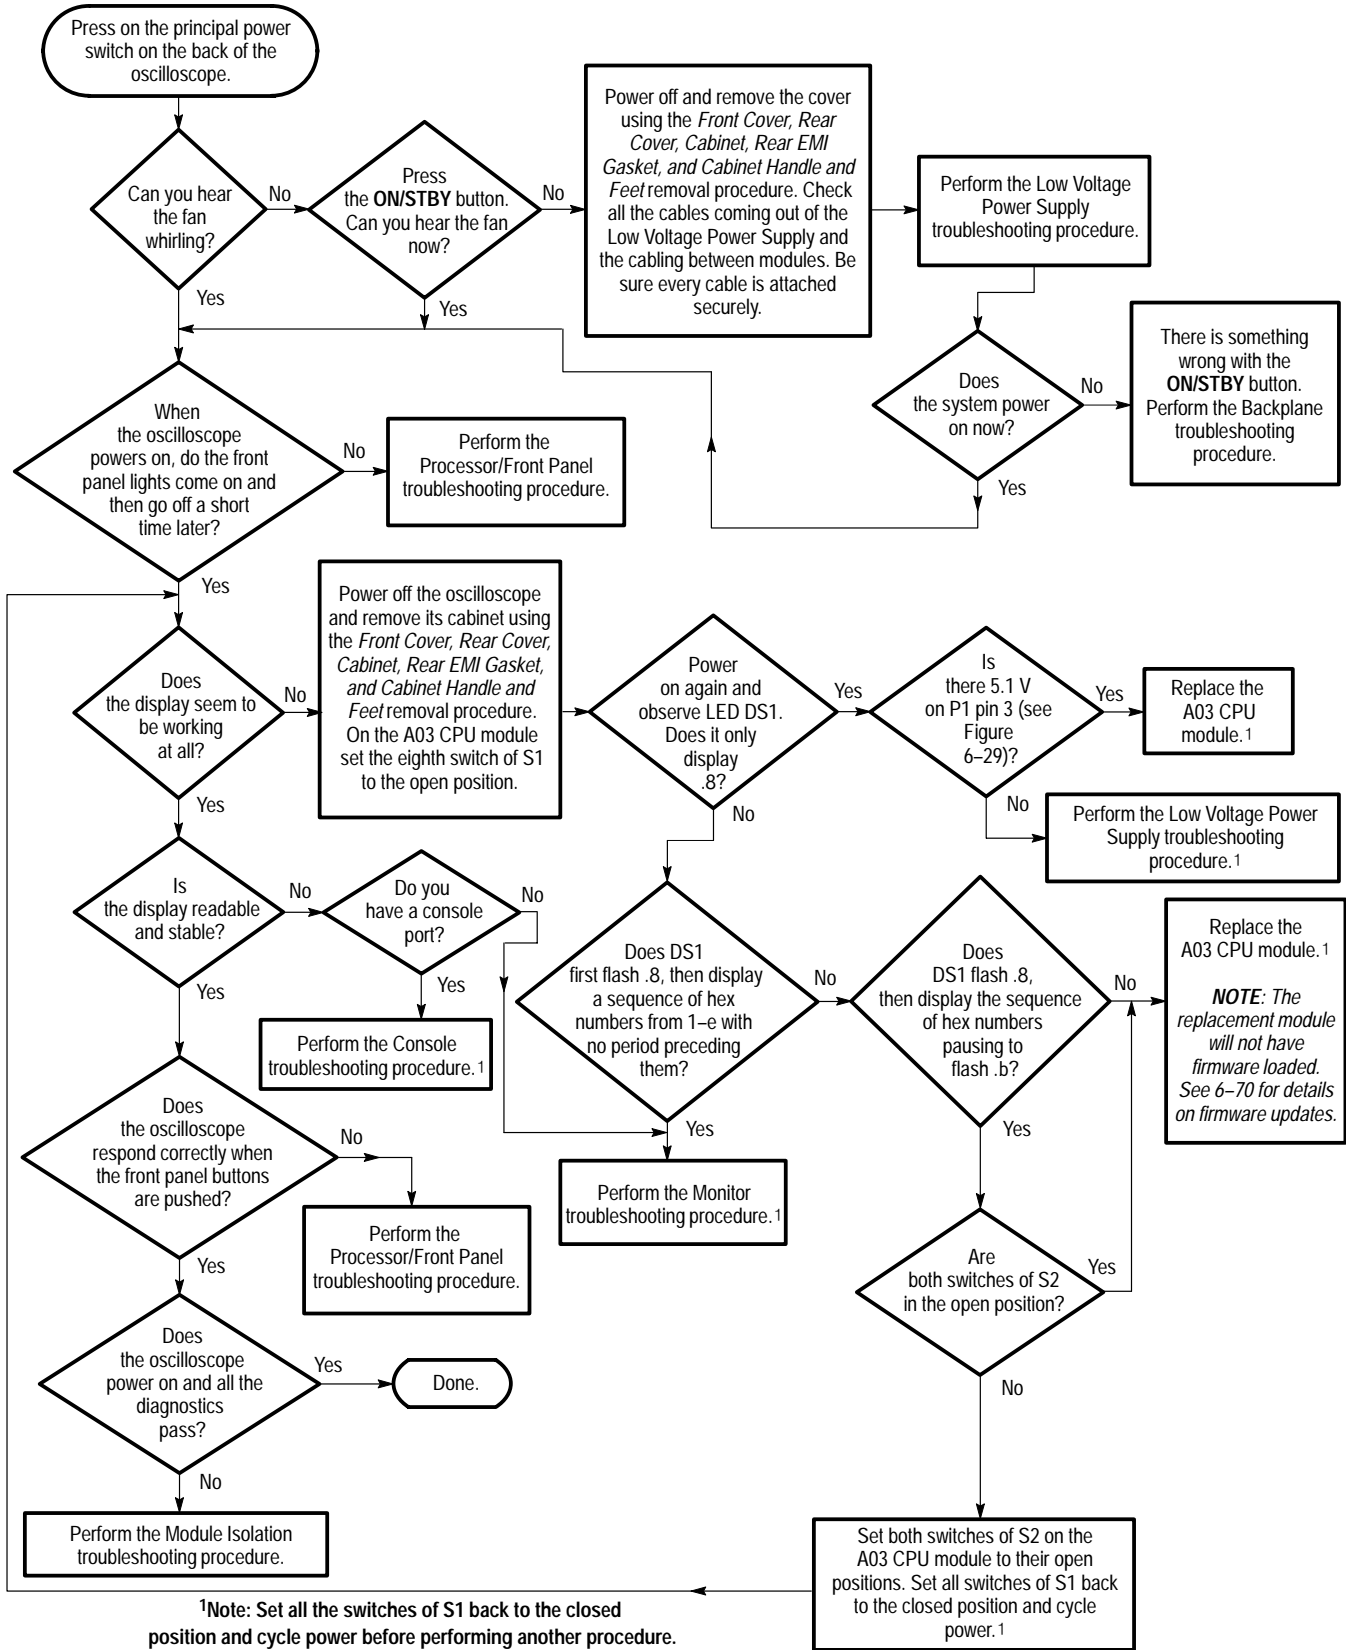 Press on the principal power
switch on the back of the
oscilloscope.
Can you hear
the fan
whirling?
No
Yes
Press
the ON/STBY button.
Can you hear the fan
now?
No
Yes
Power off and remove the cover
using the Front Cover, Rear
Cover, Cabinet, Rear EMI
Gasket, and Cabinet Handle and
Feet removal procedure. Check
all the cables coming out of the
Low Voltage Power Supply and
the cabling between modules. Be
sure every cable is attached
securely.
Perform the Low Voltage
Power Supply
troubleshooting procedure.
Does
the system power
on now?
No
Yes
There is something
wrong with the
ON/STBY button.
Perform the Backplane
troubleshooting
procedure.
When
the oscilloscope
powers on, do the front
panel lights come on and
then go off a short
time later?
No
Yes
Perform the
Processor/Front Panel
troubleshooting procedure.
Does
the display seem to
be working
at all?
No
Yes
Power off the oscilloscope
and remove its cabinet using
the Front Cover, Rear Cover,
Cabinet, Rear EMI Gasket,
and Cabinet Handle and
Feet removal procedure.
On the A03 CPU module
set the eighth switch of S1
to the open position.
Power
on again and
observe LED DS1.
Does it only
display
.8?
Yes
No
Is
there 5.1 V
on P1 pin 3 (see
Figure
6–29)?
Yes
No
Replace the
A03 CPU
module.1
Perform the Low Voltage Power
Supply troubleshooting
procedure.1
Is
the display readable
and stable?
No
Yes
Do you
have a console
port?
No
Yes
Perform the Console
troubleshooting procedure.1
Does DS1
first flash .8, then display
a sequence of hex
numbers from 1–e with
no period preceding
them?
No
Yes
Perform the Monitor
troubleshooting procedure.1
Does
DS1 flash .8,
then display the sequence
of hex numbers
pausing to
flash .b?
No
Yes
Replace the
A03 CPU module.1
NOTE: The
replacement module
will not have
firmware loaded.
See 6–70 for details
on firmware updates.
Does
the oscilloscope
respond correctly when
the front panel buttons
are pushed?
No
Yes
Perform the
Processor/Front Panel
troubleshooting procedure.
Are
both switches of S2
in the open position?
Yes
No
Does
the oscilloscope
power on and all the
diagnostics
pass?
Yes
No
Done.
Perform the Module Isolation
troubleshooting procedure.
Set both switches of S2 on the
A03 CPU module to their open
positions. Set all switches of S1 back
to the closed position and cycle
power.1
1Note: Set all the switches of S1 back to the closed
position and cycle power before performing another procedure.